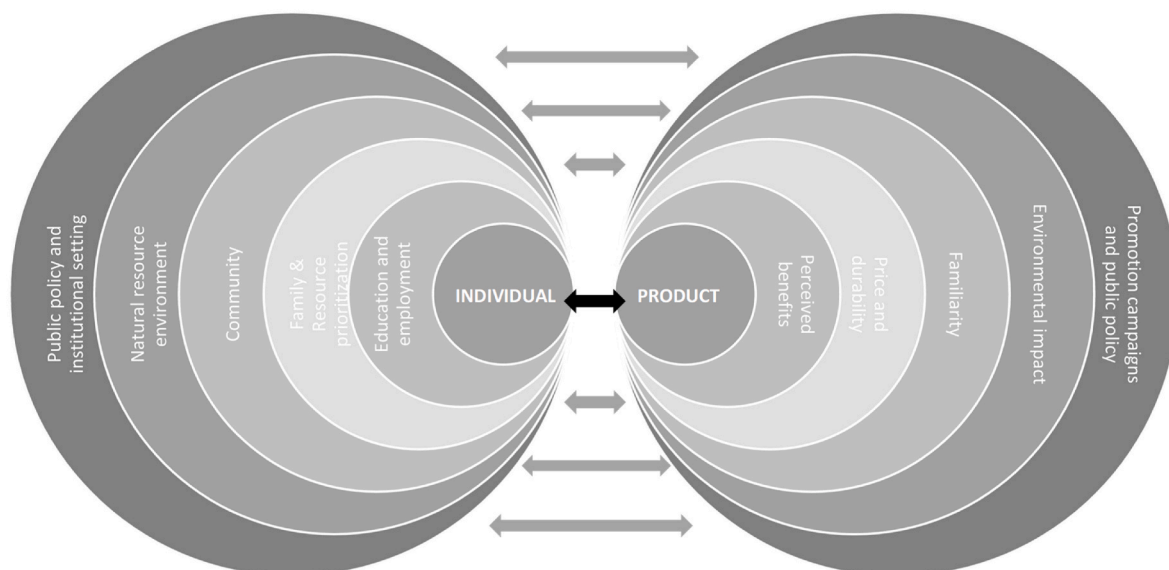 Public policy and
institutional setting
Natural resource
environment
Community
Family &
Resource
prioritization
Education and
employment
INDIVIDUAL
PRODUCT
Perceived
benefits
Price and
durability
Familiarity
Environmental impact
Promotion campaigns
and public policy